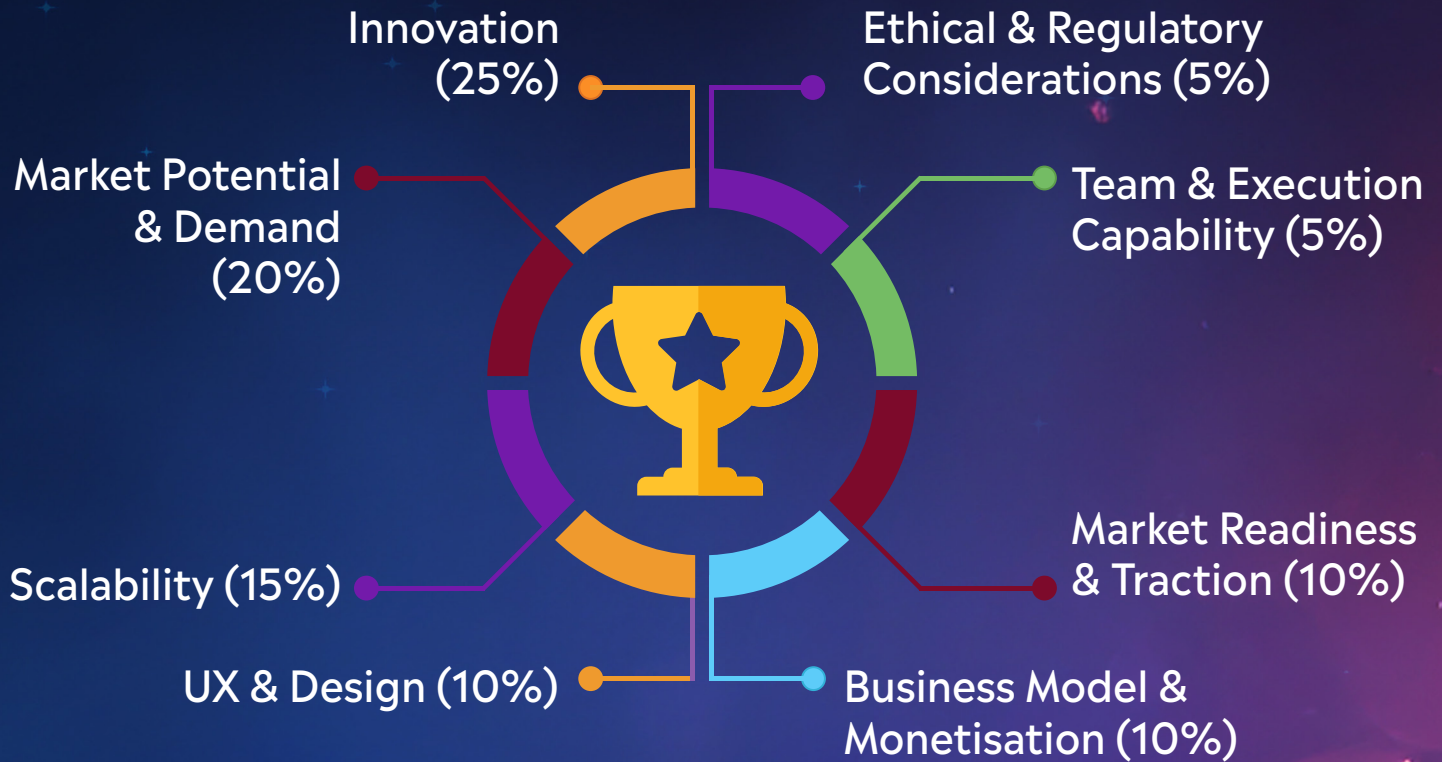 Innovation
(25%)
Ethical & Regulatory
Considerations (5%)
Market Potential
& Demand
(20%)
Team & Execution
Capability (5%)
Scalability (15%)
Market Readiness
& Traction (10%)
UX & Design (10%)
Business Model &
Monetisation (10%)